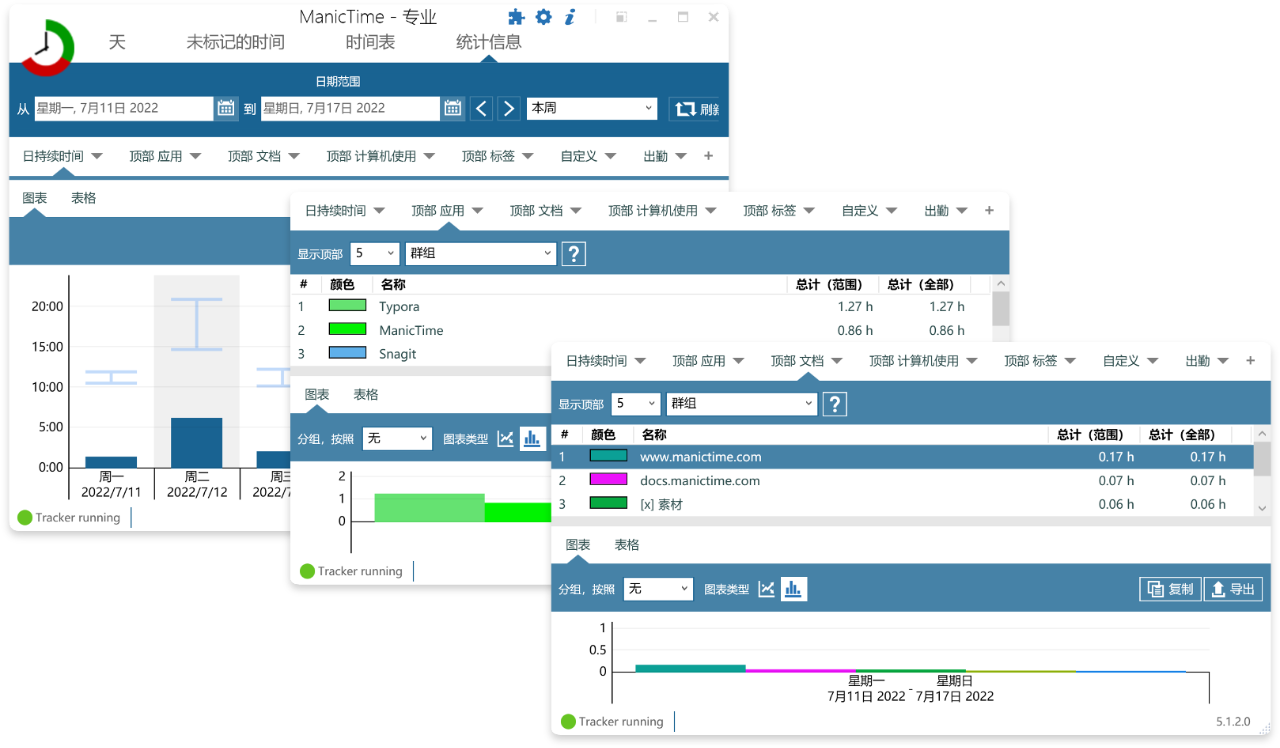 ManicTime - 专业
天 未标记的时间 时间表 统计信息
日期范围
从 星期一, 7月11日 2022 到 星期日, 7月17日 2022 本周
日持续时间 顶部 应用 顶部 文档 顶部 计算机使用 顶部 标签 自定义 出勤 +
图表 表格
20:00
15:00
10:00
5:00
0:00
周一 周二 周三
2022/7/11 2022/7/12
Tracker running
日持续时间 顶部 应用 顶部 文档 顶部 计算机使用 顶部 标签 自定义 出勤 +
显示顶部 5 群组 ?
# 颜色 名称 总计（范围） 总计（全部）
1 Typora 1.27 h 1.27 h
2 ManicTime 0.86 h 0.86 h
3 Snagit
图表 表格
分组，按照 无 图表类型
2
1
0
Tracker running
日持续时间 顶部 应用 顶部 文档 顶部 计算机使用 顶部 标签 自定义 出勤 +
显示顶部 5 群组 ?
# 颜色 名称 总计（范围） 总计（全部）
1 www.manictime.com 0.17 h 0.17 h
2 docs.manictime.com 0.07 h 0.07 h
3 [x] 素材 0.06 h 0.06 h
图表 表格
分组，按照 无 图表类型 复制 导出
1
0.5
0
星期一 - 星期日
7月11日 2022 7月17日 2022
Tracker running 5.1.2.0